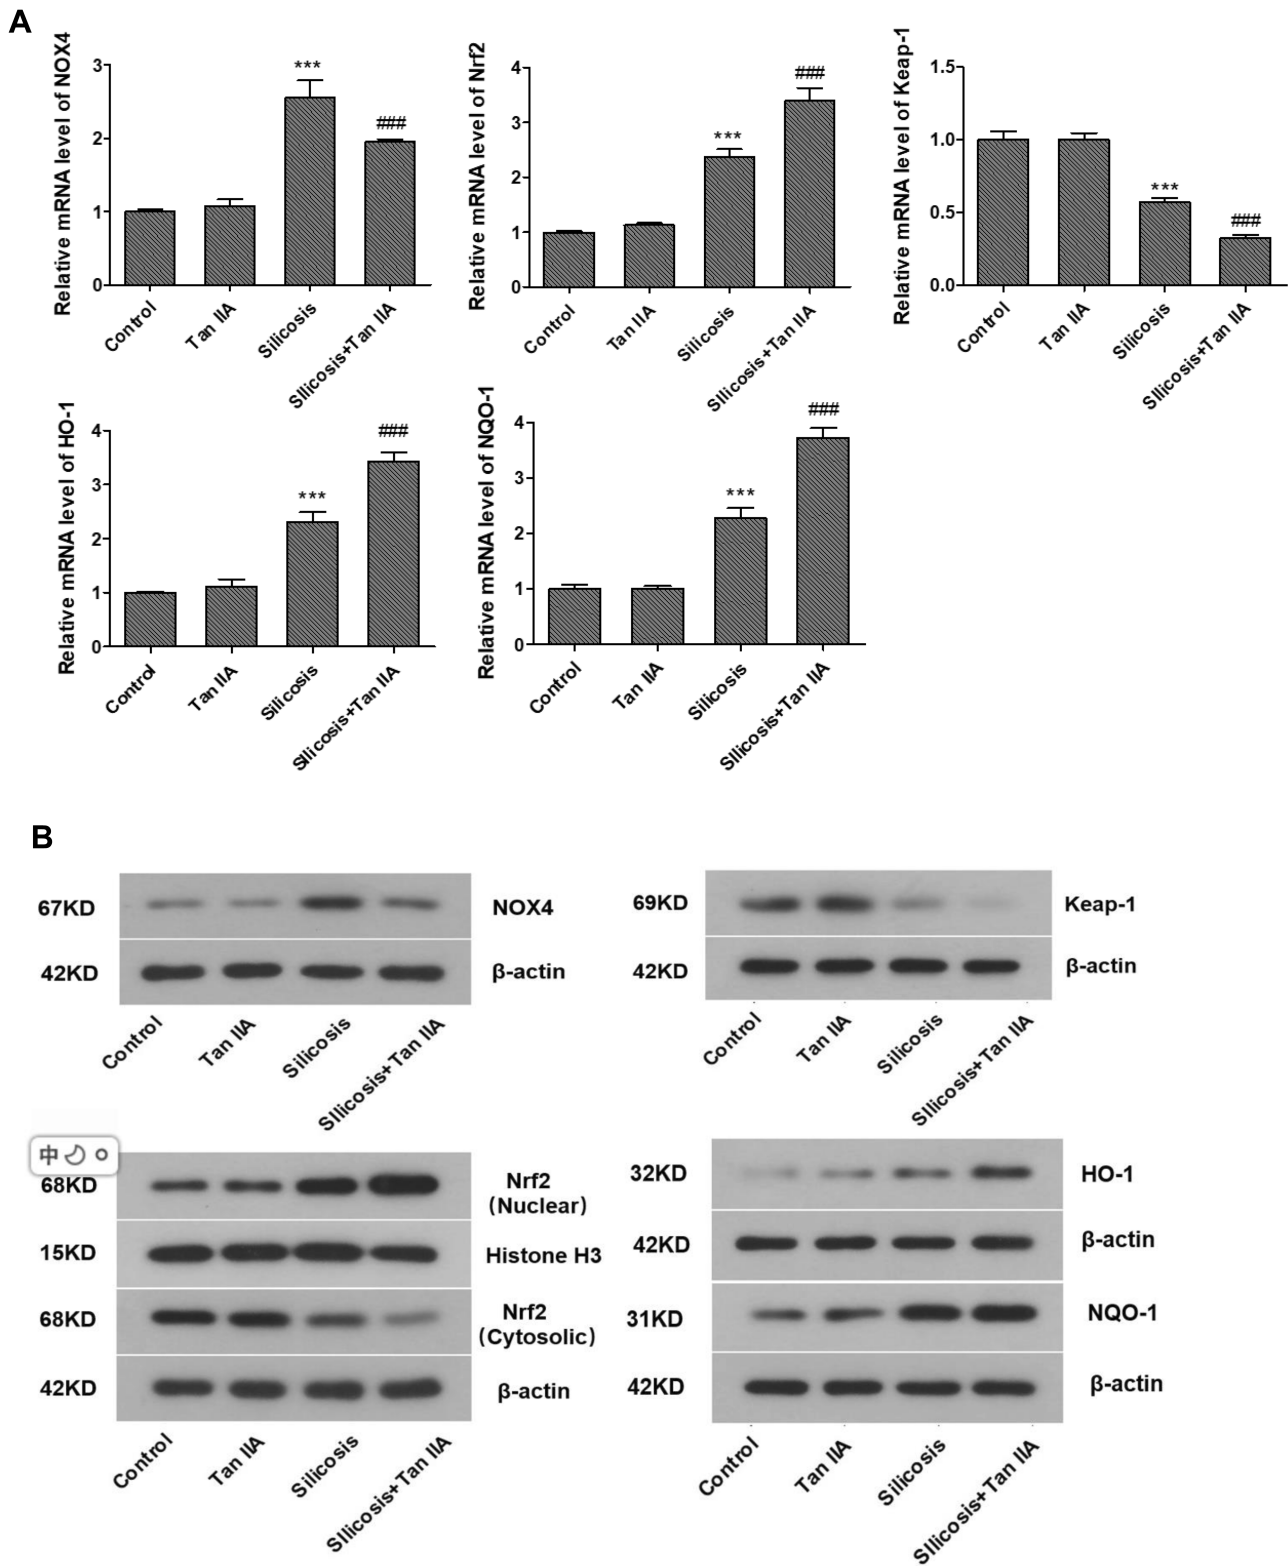 A
Relative mRNA level of NOX4
3
2
1
0
***
###
Control
Tan IIA
Silicosis
SIlicosis+Tan IIA
Relative mRNA level of Nrf2
4
3
2
1
0
***
###
Control
Tan IIA
Silicosis
SIlicosis+Tan IIA
Relative mRNA level of Keap-1
1.5
1.0
0.5
0.0
***
###
Control
Tan IIA
Silicosis
SIlicosis+Tan IIA
Relative mRNA level of HO-1
4
3
2
1
0
***
###
Control
Tan IIA
Silicosis
SIlicosis+Tan IIA
Relative mRNA level of NQO-1
4
3
2
1
0
***
###
Control
Tan IIA
Silicosis
SIlicosis+Tan IIA
B
67KD
NOX4
42KD
β-actin
Control
Tan IIA
Silicosis
SIlicosis+Tan IIA
69KD
Keap-1
42KD
β-actin
Control
Tan IIA
Silicosis
SIlicosis+Tan IIA
中
68KD
Nrf2
(Nuclear)
15KD
Histone H3
68KD
Nrf2
(Cytosolic)
42KD
β-actin
Control
Tan IIA
Silicosis
SIlicosis+Tan IIA
32KD
HO-1
42KD
β-actin
31KD
NQO-1
42KD
β-actin
Control
Tan IIA
Silicosis
SIlicosis+Tan IIA